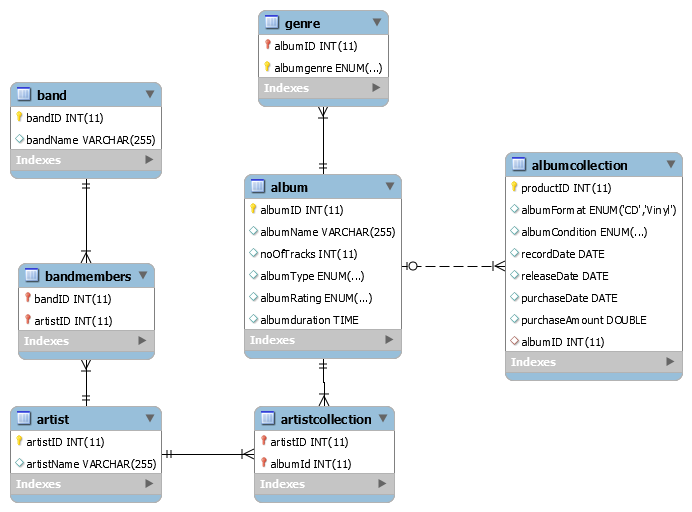 genre
albumID INT(11)
albumgenre ENUM(...)
Indexes
band
bandID INT(11)
bandName VARCHAR(255)
Indexes
album
albumID INT(11)
albumName VARCHAR(255)
noOfTracks INT(11)
albumType ENUM(...)
albumRating ENUM(...)
albumduration TIME
Indexes
albumcollection
productID INT(11)
albumFormat ENUM('CD','Vinyl')
albumCondition ENUM(...)
recordDate DATE
releaseDate DATE
purchaseDate DATE
purchaseAmount DOUBLE
albumID INT(11)
Indexes
bandmembers
bandID INT(11)
artistID INT(11)
Indexes
artist
artistID INT(11)
artistName VARCHAR(255)
Indexes
artistcollection
artistID INT(11)
albumId INT(11)
Indexes